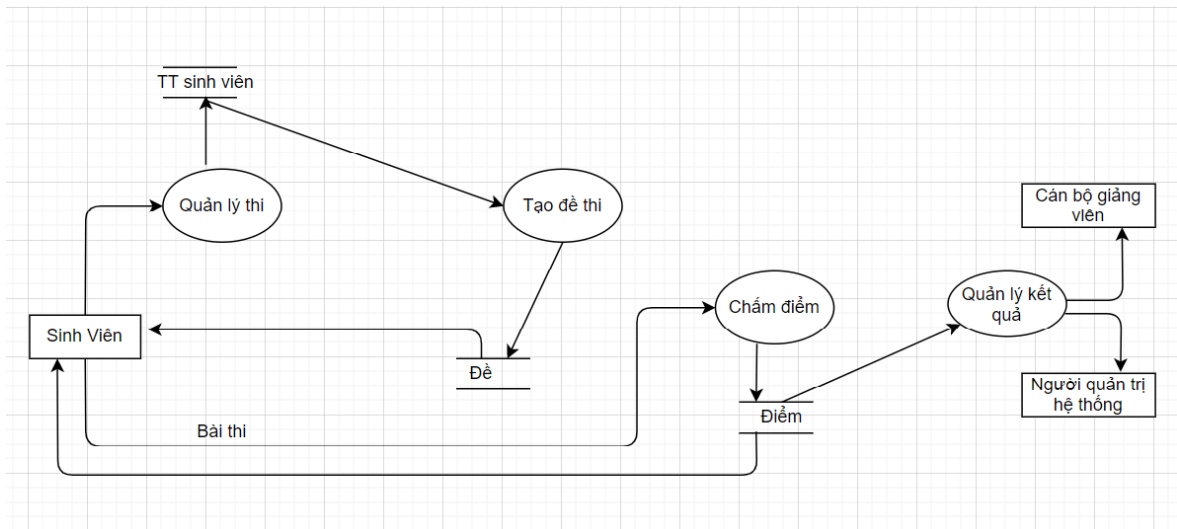 TT sinh viên
Quản lý thi
Tạo đề thi
Cán bộ giảng
viên
Chấm điểm
Quản lý kết
quả
Sinh Viên
Đề
Người quản trị
hệ thống
Điểm
Bài thi